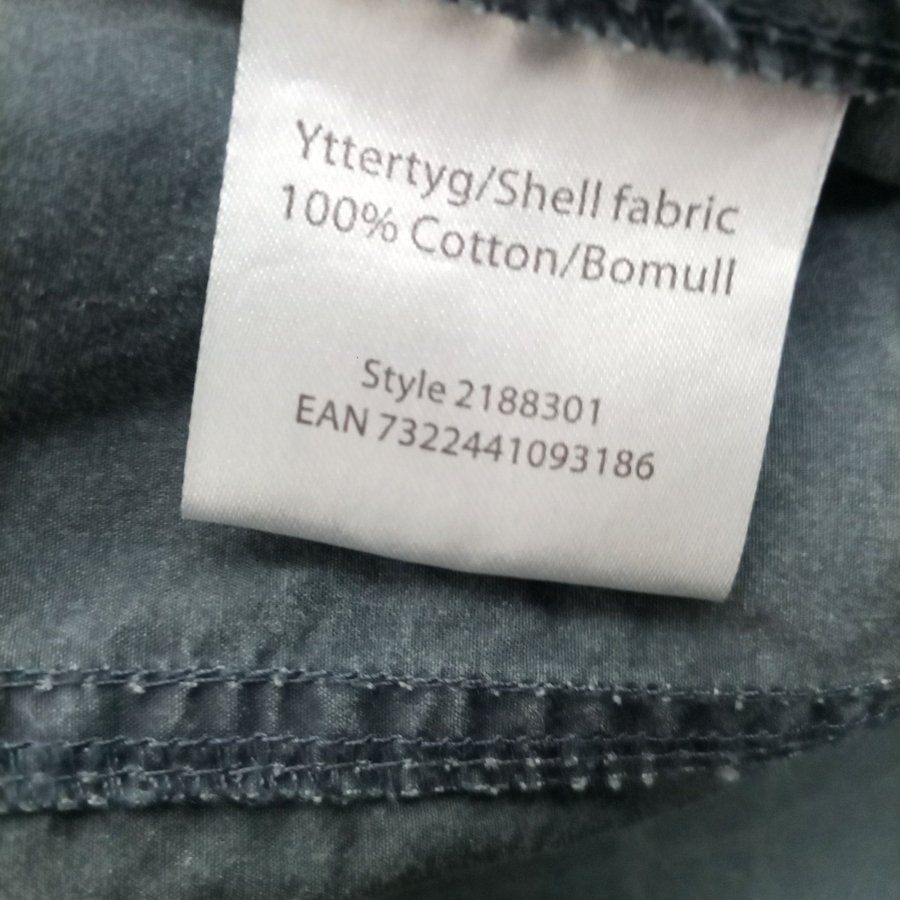 Yttertyg/Shell fabric
100% Cotton/Bomull
Style 2188301
EAN 7322441093186